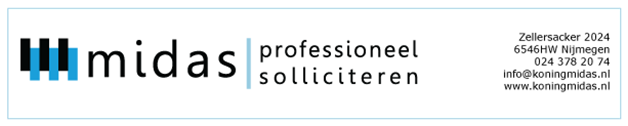 midas
professioneel
solliciteren
Zellersacker 2024
6546HW Nijmegen
024 378 20 74
info@koningmidas.nl
www.koningmidas.nl